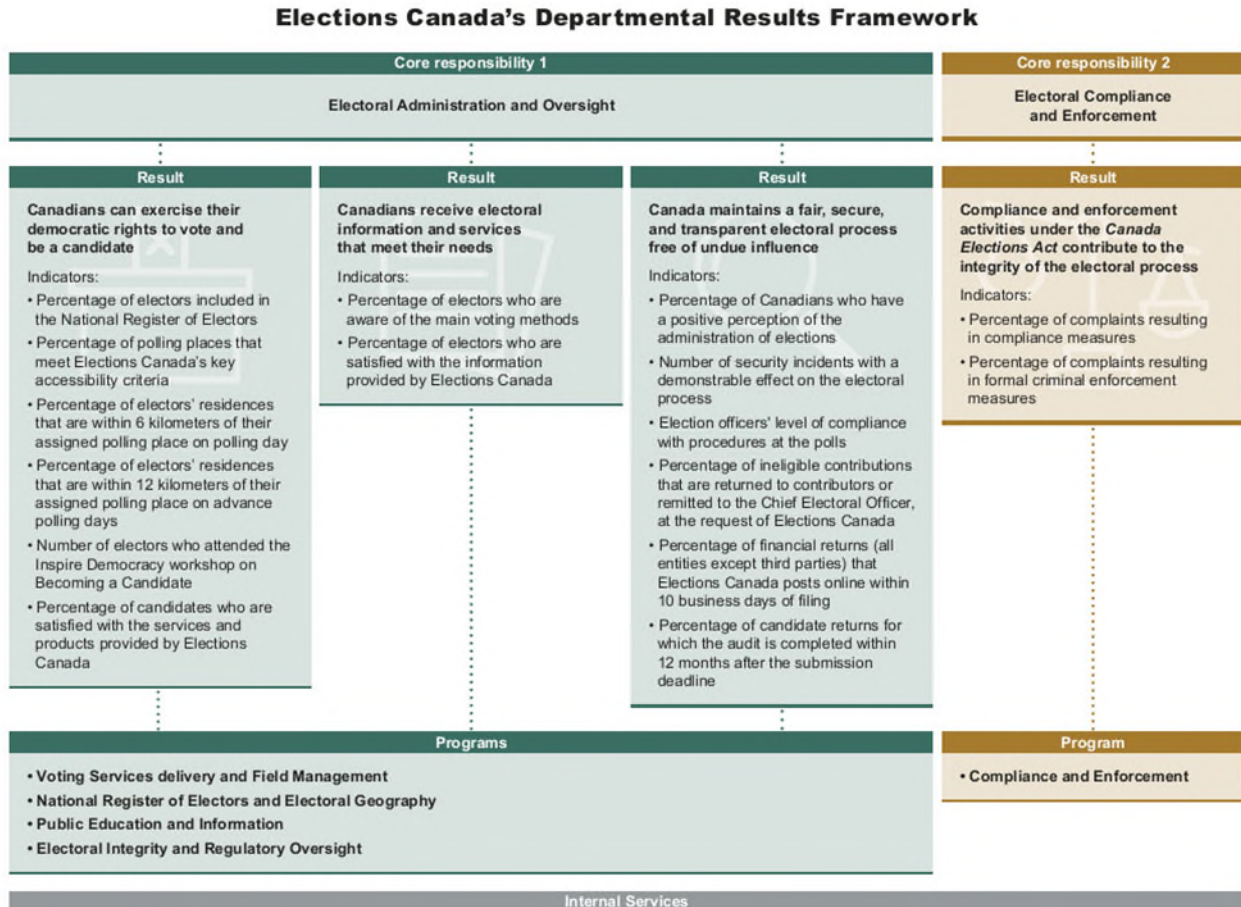 Elections Canada's Departmental Results Framework
Core responsibility 1
Electoral Administration and Oversight
Core responsibility 2
Electoral Compliance
and Enforcement
Result
Canadians can exercise their
democratic rights to vote and
be a candidate
Indicators:
• Percentage of electors included in
the National Register of Electors
• Percentage of polling places that
meet Elections Canada's key
accessibility criteria
• Percentage of electors' residences
that are within 6 kilometers of their
assigned polling place on polling day
• Percentage of electors' residences
that are within 12 kilometers of their
assigned polling place on advance
polling days
• Number of electors who attended the
Inspire Democracy workshop on
Becoming a Candidate
• Percentage of candidates who are
satisfied with the services and
products provided by Elections
Canada
Result
Canadians receive electoral
information and services
that meet their needs
Indicators:
• Percentage of electors who are
aware of the main voting methods
• Percentage of electors who are
satisfied with the information
provided by Elections Canada
Result
Canada maintains a fair, secure,
and transparent electoral process
free of undue influence
Indicators:
• Percentage of Canadians who have
a positive perception of the
administration of elections
• Number of security incidents with a
demonstrable effect on the electoral
process
• Election officers' level of compliance
with procedures at the polls
• Percentage of ineligible contributions
that are returned to contributors or
remitted to the Chief Electoral Officer,
at the request of Elections Canada
• Percentage of financial returns (all
entities except third parties) that
Elections Canada posts online within
10 business days of filing
• Percentage of candidate returns for
which the audit is completed within
12 months after the submission
deadline
Result
Compliance and enforcement
activities under the Canada
Elections Act contribute to the
integrity of the electoral process
Indicators:
• Percentage of complaints resulting
in compliance measures
• Percentage of complaints resulting
in formal criminal enforcement
measures
Programs
• Voting Services delivery and Field Management
• National Register of Electors and Electoral Geography
• Public Education and Information
• Electoral Integrity and Regulatory Oversight
Program
• Compliance and Enforcement
Internal Services